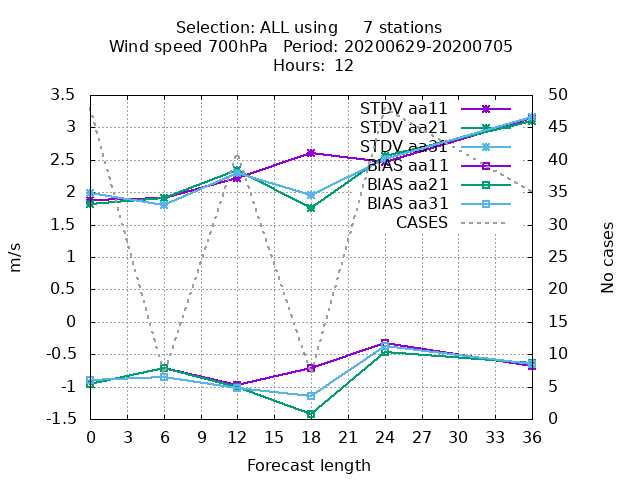 Selection: ALL using 7 stations
Wind speed 700hPa Period: 20200629-20200705
Hours: 12
3.5
3
2.5
2
1.5
1
0.5
0
-0.5
-1
-1.5
m/s
50
45
40
35
30
25
20
15
10
5
0
No cases
STDV aa11
STDV aa21
STDV aa31
BIAS aa11
BIAS aa21
BIAS aa31
CASES
0 3 6 9 12 15 18 21 24 27 30 33 36
Forecast length